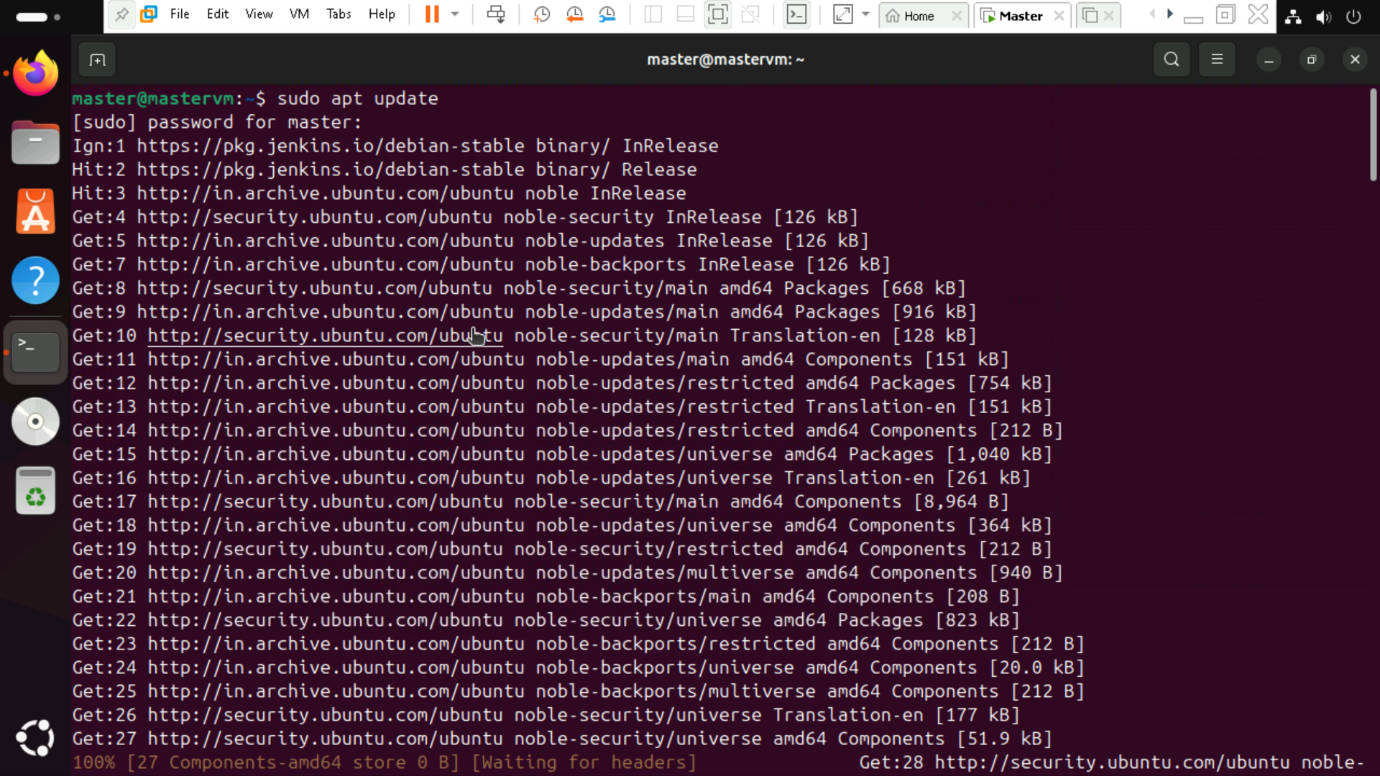 File Edit View VM Tabs Help Home Master
master@mastervm: ~
master@mastervm:~$ sudo apt update
[sudo] password for master:
Ign:1 https://pkg.jenkins.io/debian-stable binary/ InRelease
Hit:2 https://pkg.jenkins.io/debian-stable binary/ Release
Hit:3 http://in.archive.ubuntu.com/ubuntu noble InRelease
Get:4 http://security.ubuntu.com/ubuntu noble-security InRelease [126 kB]
Get:5 http://in.archive.ubuntu.com/ubuntu noble-updates InRelease [126 kB]
Get:7 http://in.archive.ubuntu.com/ubuntu noble-backports InRelease [126 kB]
Get:8 http://security.ubuntu.com/ubuntu noble-security/main amd64 Packages [668 kB]
Get:9 http://in.archive.ubuntu.com/ubuntu noble-updates/main amd64 Packages [916 kB]
Get:10 http://security.ubuntu.com/ubuntu noble-security/main Translation-en [128 kB]
Get:11 http://in.archive.ubuntu.com/ubuntu noble-updates/main amd64 Components [151 kB]
Get:12 http://in.archive.ubuntu.com/ubuntu noble-updates/restricted amd64 Packages [754 kB]
Get:13 http://in.archive.ubuntu.com/ubuntu noble-updates/restricted Translation-en [151 kB]
Get:14 http://in.archive.ubuntu.com/ubuntu noble-updates/restricted amd64 Components [212 B]
Get:15 http://in.archive.ubuntu.com/ubuntu noble-updates/universe amd64 Packages [1,040 kB]
Get:16 http://in.archive.ubuntu.com/ubuntu noble-updates/universe Translation-en [261 kB]
Get:17 http://security.ubuntu.com/ubuntu noble-security/main amd64 Components [8,964 B]
Get:18 http://in.archive.ubuntu.com/ubuntu noble-updates/universe amd64 Components [364 kB]
Get:19 http://security.ubuntu.com/ubuntu noble-security/restricted amd64 Components [212 B]
Get:20 http://in.archive.ubuntu.com/ubuntu noble-updates/multiverse amd64 Components [940 B]
Get:21 http://in.archive.ubuntu.com/ubuntu noble-backports/main amd64 Components [208 B]
Get:22 http://security.ubuntu.com/ubuntu noble-security/universe amd64 Packages [823 kB]
Get:23 http://in.archive.ubuntu.com/ubuntu noble-backports/restricted amd64 Components [212 B]
Get:24 http://in.archive.ubuntu.com/ubuntu noble-backports/universe amd64 Components [20.0 kB]
Get:25 http://in.archive.ubuntu.com/ubuntu noble-backports/multiverse amd64 Components [212 B]
Get:26 http://security.ubuntu.com/ubuntu noble-security/universe Translation-en [177 kB]
Get:27 http://security.ubuntu.com/ubuntu noble-security/universe amd64 Components [51.9 kB]
100% [27 Components-amd64 store 0 B] [Waiting for headers] Get:28 http://security.ubuntu.com/ubuntu noble-